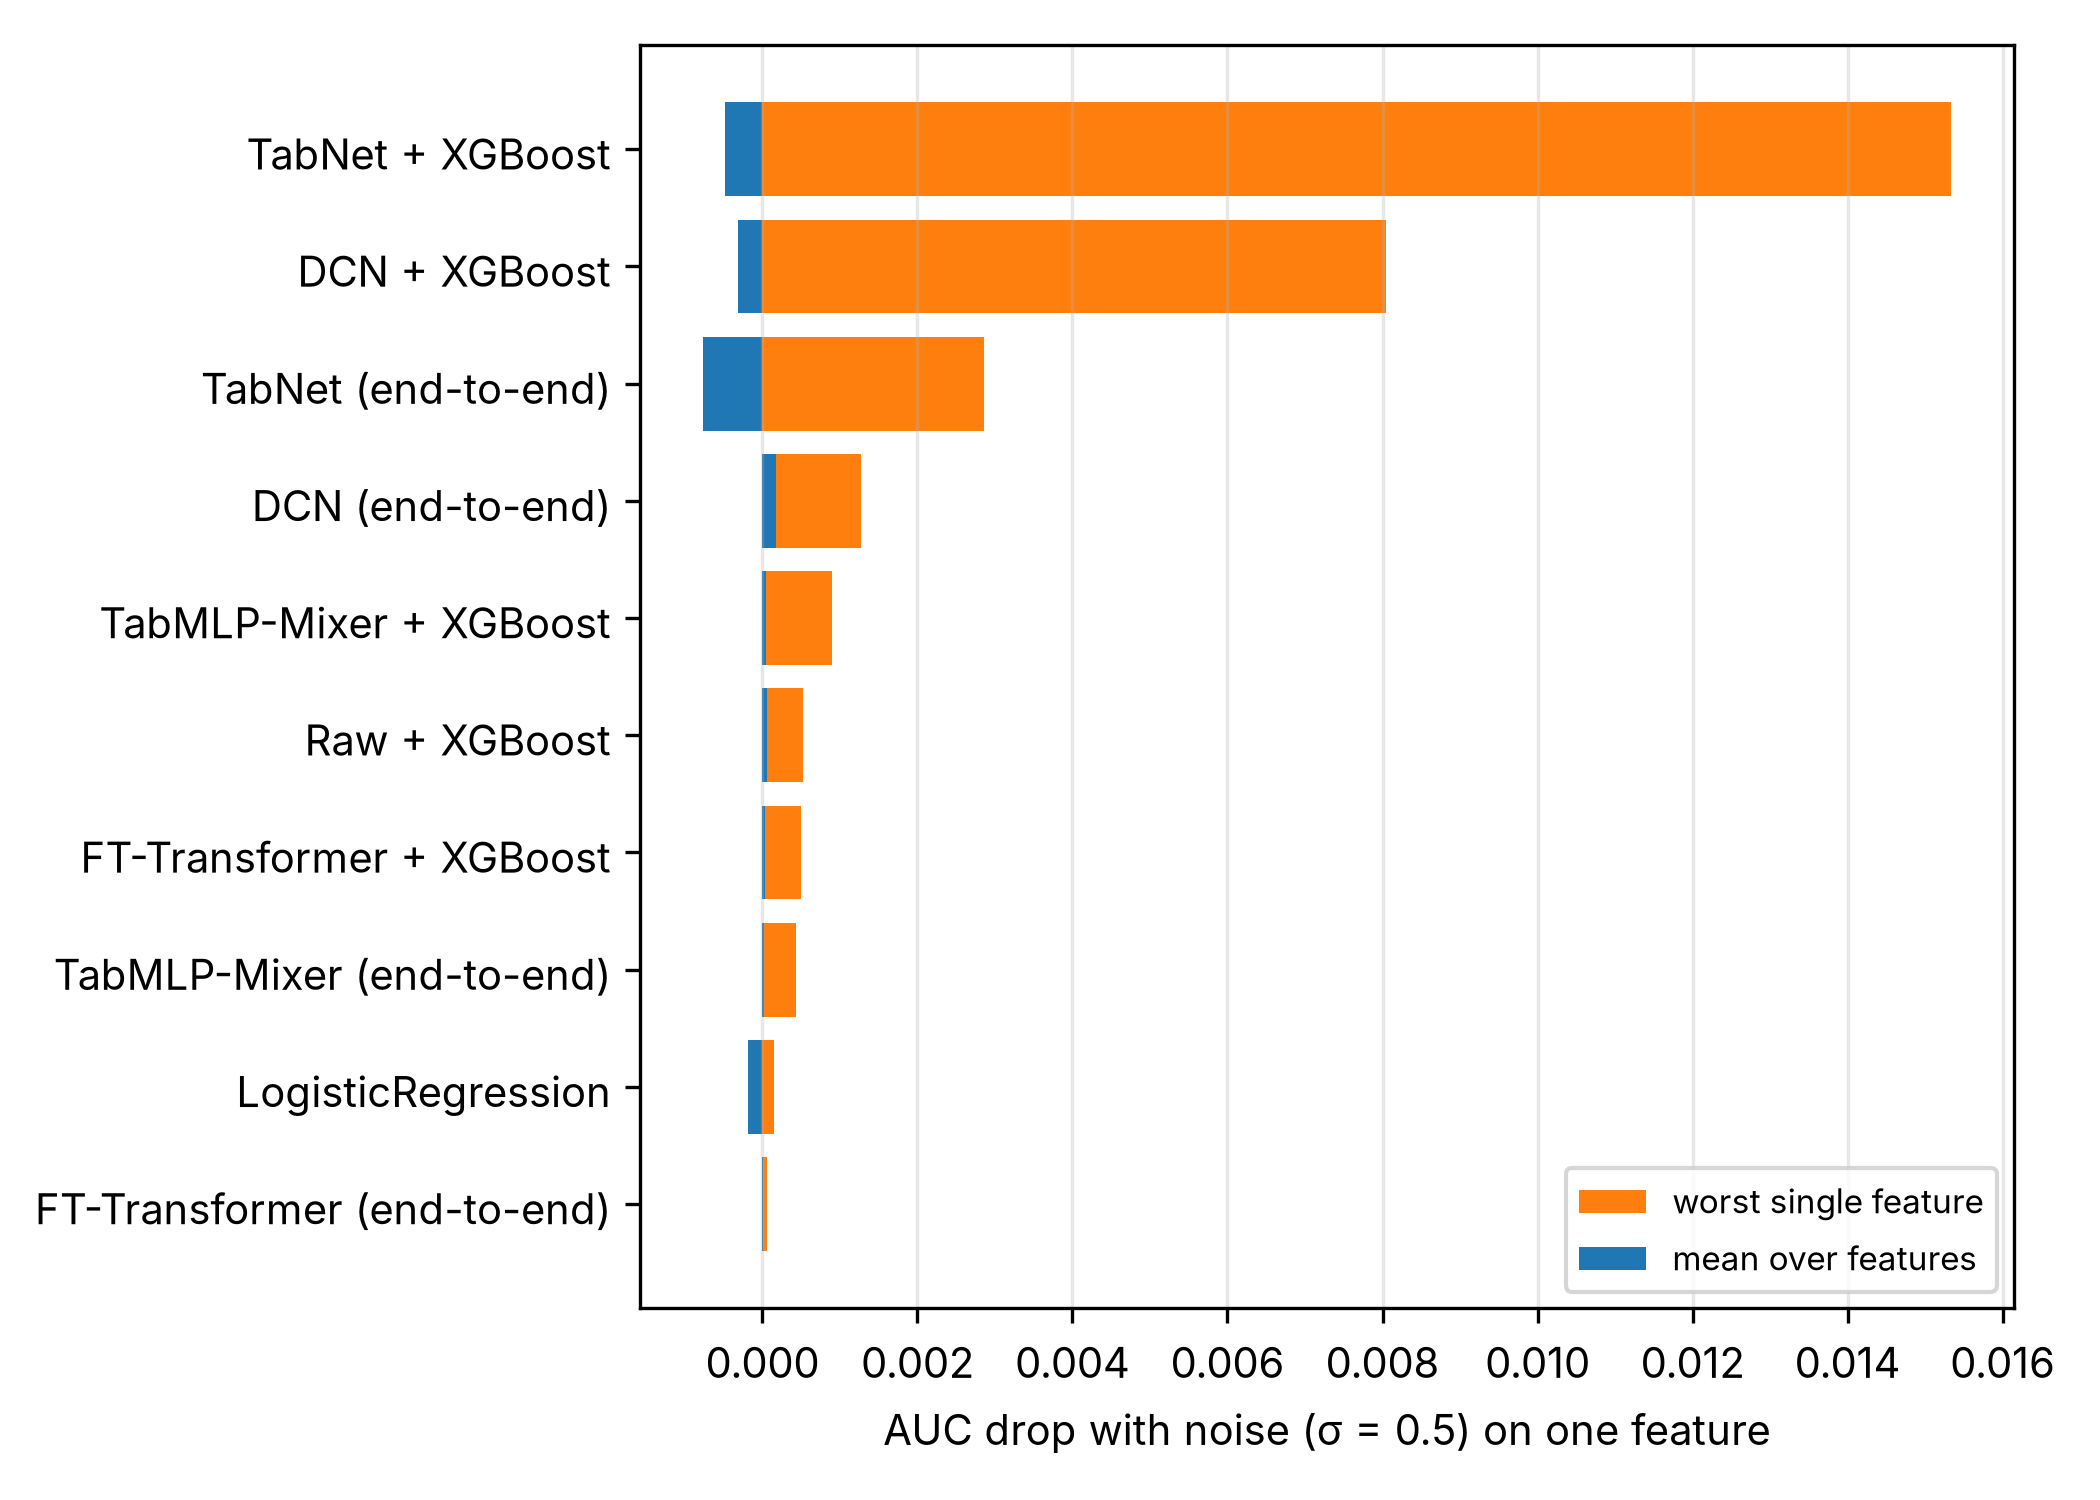 TabNet + XGBoost
DCN + XGBoost
TabNet (end-to-end)
DCN (end-to-end)
TabMLP-Mixer + XGBoost
Raw + XGBoost
FT-Transformer + XGBoost
TabMLP-Mixer (end-to-end)
LogisticRegression
FT-Transformer (end-to-end)
worst single feature
mean over features
0.000 0.002 0.004 0.006 0.008 0.010 0.012 0.014 0.016
AUC drop with noise (σ = 0.5) on one feature